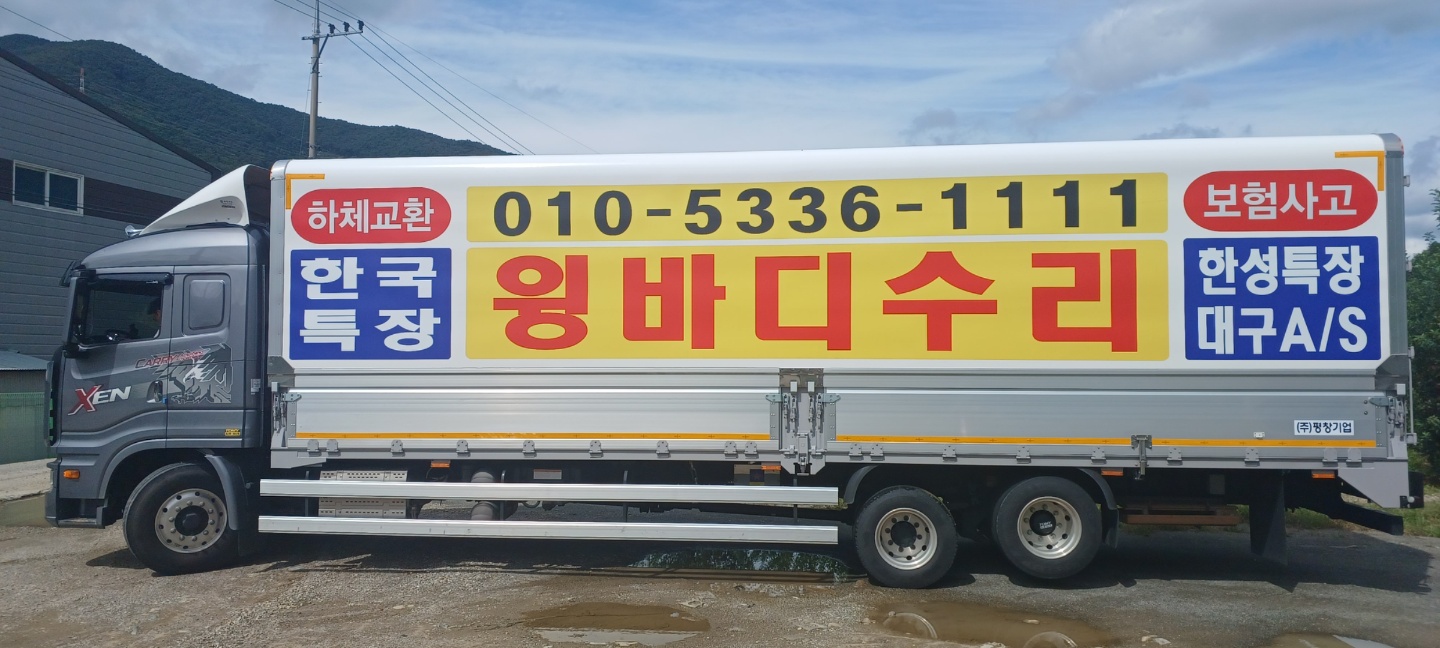 하체교환
한국
특장
010-5336-1111
윙바디수리
보험사고
한성특장
대구A/S
XEN
(주)평창기업